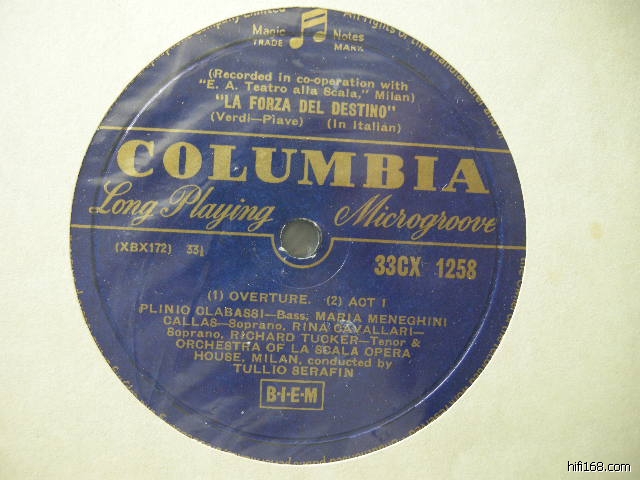 Magic Notes
TRADE MARK
(Recorded in co-operation with
"E. A. Teatro alla Scala," Milan)
"LA FORZA DEL DESTINO"
(Verdi—Piave) (In Italian)
COLUMBIA
Long Playing Microgroove
(XBX172) 33⅓
33CX 1258
(1) OVERTURE. (2) ACT I
PLINIO CLABASSI—Bass, MARIA MENEGHINI
CALLAS—Soprano, RINA CAVALLARI—
Soprano, RICHARD TUCKER—Tenor &
ORCHESTRA OF LA SCALA OPERA
HOUSE, MILAN, conducted by
TULLIO SERAFIN
B·I·E·M
hifi168.com